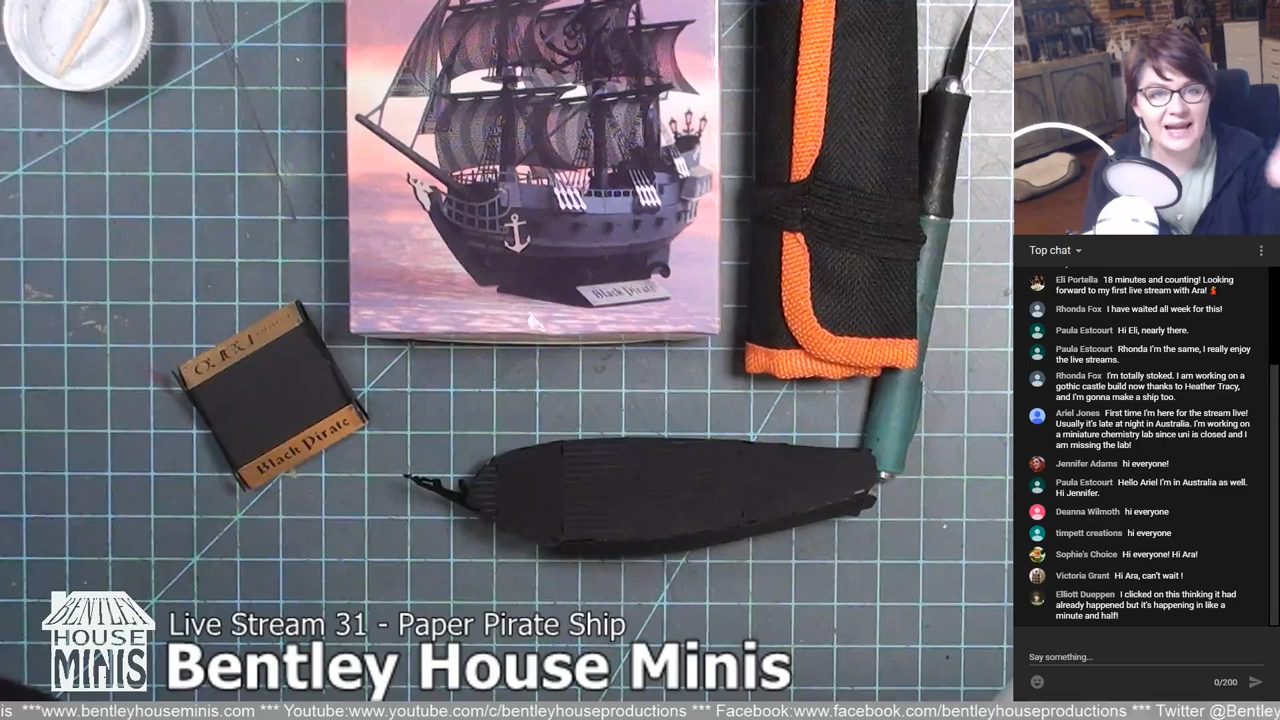 Black Pirate
Black Pirate
Live Stream 31 - Paper Pirate Ship
BENTLEY
HOUSE
MINIS
Bentley House Minis
is ***www.bentleyhouseminis.com *** Youtube:www.youtube.com/c/bentleyhouseproductions *** Facebook:www.facebook.com/bentleyhouseproductions *** Twitter @Bentley
Top chat
Eli Portella 18 minutes and counting! Looking
forward to my first live stream with Ara!
Rhonda Fox I have waited all week for this!
Paula Estcourt Hi Eli, nearly there.
Paula Estcourt Rhonda I'm the same, I really enjoy
the live streams.
Rhonda Fox I'm totally stoked. I am working on a
gothic castle build now thanks to Heather Tracy,
and I'm gonna make a ship too.
Ariel Jones First time I'm here for the stream live!
Usually it's late at night in Australia. I'm working
on a miniature chemistry lab since uni is closed and I
am missing the lab!
Jennifer Adams hi everyone!
Paula Estcourt Hello Ariel I'm in Australia as well.
Hi Jennifer.
Deanna Wilmoth hi everyone
timpett creations hi everyone
Sophie's Choice Hi everyone! Hi Ara!
Victoria Grant Hi Ara, can't wait !
Elliott Dueppen I clicked on this thinking it had
already happened but it's happening in like a
minute and half!
Say something...
0/200